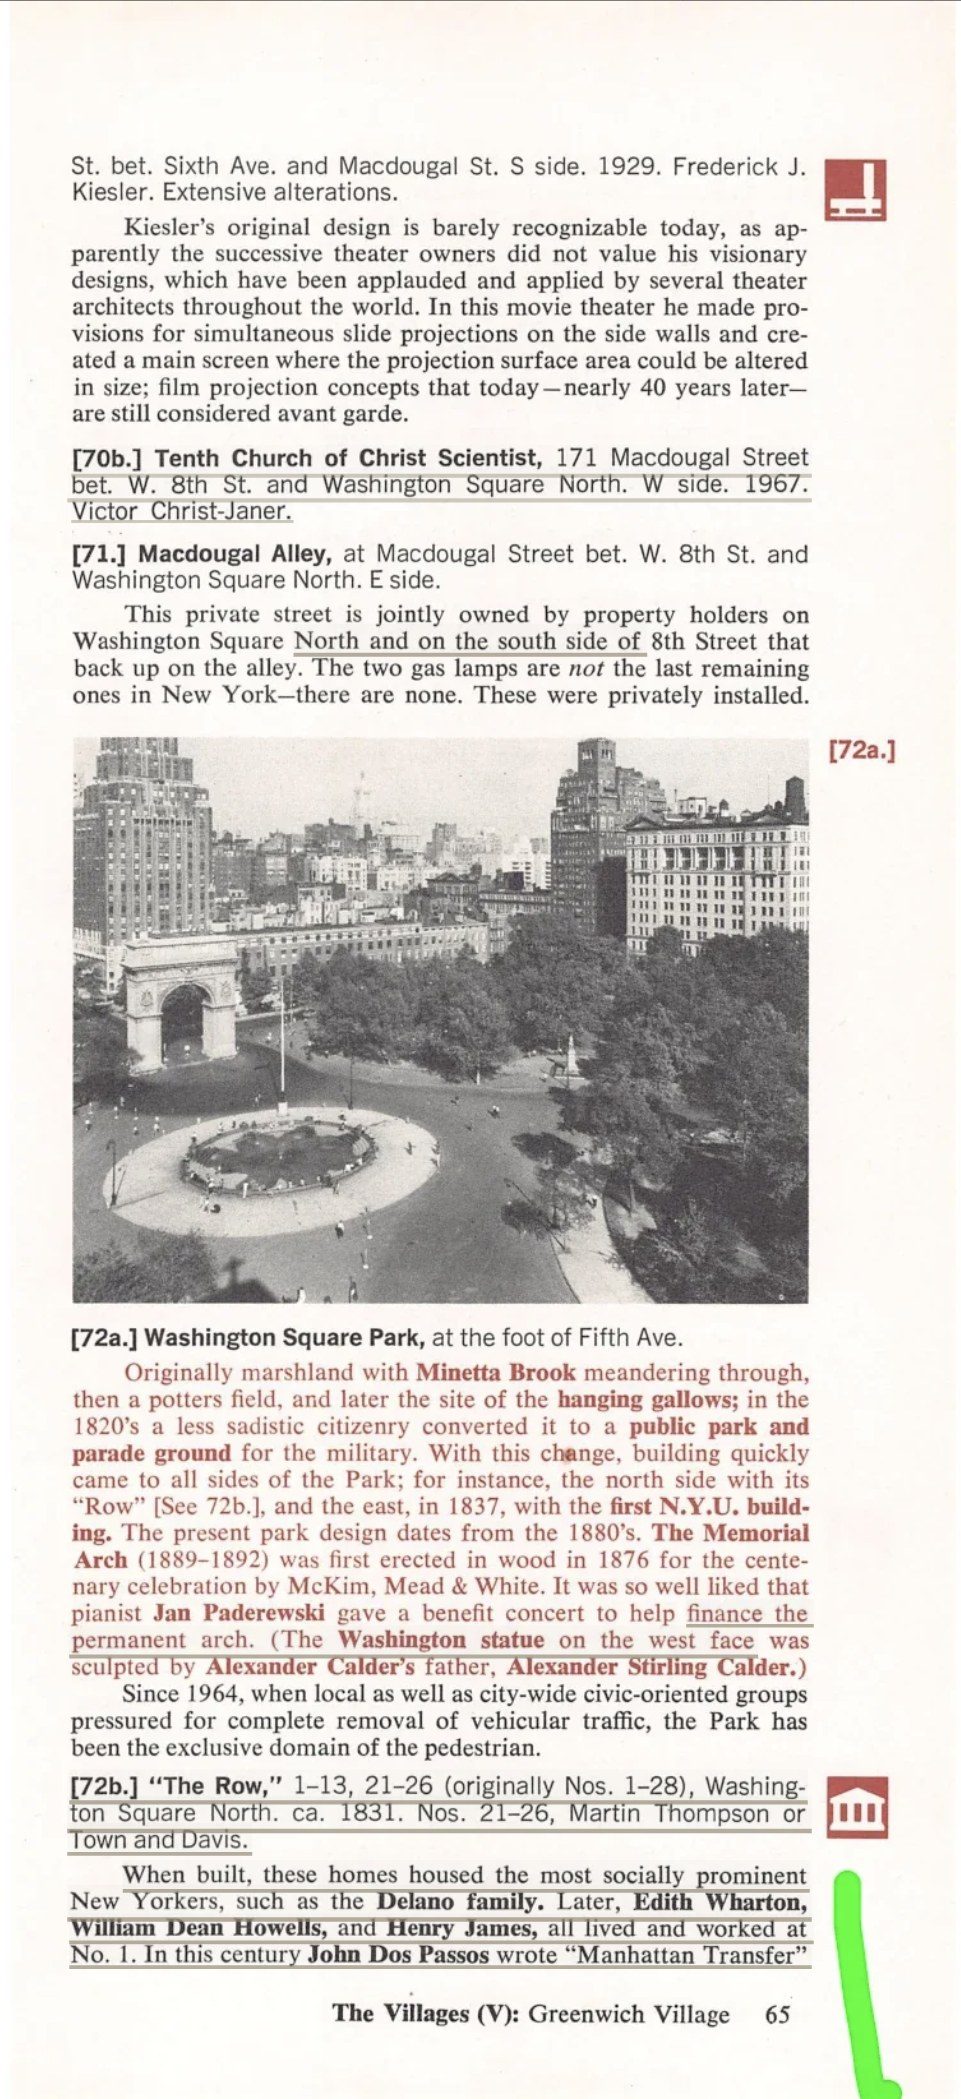 St. bet. Sixth Ave. and Macdougal St. S side. 1929. Frederick J.
Kiesler. Extensive alterations.
Kiesler's original design is barely recognizable today, as ap-
parently the successive theater owners did not value his visionary
designs, which have been applauded and applied by several theater
architects throughout the world. In this movie theater he made pro-
visions for simultaneous slide projections on the side walls and cre-
ated a main screen where the projection surface area could be altered
in size; film projection concepts that today—nearly 40 years later—
are still considered avant garde.
[70b.] Tenth Church of Christ Scientist, 171 Macdougal Street
bet. W. 8th St. and Washington Square North. W side. 1967.
Victor Christ-Janer.
[71.] Macdougal Alley, at Macdougal Street bet. W. 8th St. and
Washington Square North. E side.
This private street is jointly owned by property holders on
Washington Square North and on the south side of 8th Street that
back up on the alley. The two gas lamps are not the last remaining
ones in New York—there are none. These were privately installed.
[72a.]
[72a.] Washington Square Park, at the foot of Fifth Ave.
Originally marshland with Minetta Brook meandering through,
then a potters field, and later the site of the hanging gallows; in the
1820's a less sadistic citizenry converted it to a public park and
parade ground for the military. With this change, building quickly
came to all sides of the Park; for instance, the north side with its
"Row" [See 72b.], and the east, in 1837, with the first N.Y.U. build-
ing. The present park design dates from the 1880's. The Memorial
Arch (1889–1892) was first erected in wood in 1876 for the cente-
nary celebration by McKim, Mead & White. It was so well liked that
pianist Jan Paderewski gave a benefit concert to help finance the
permanent arch. (The Washington statue on the west face was
sculpted by Alexander Calder's father, Alexander Stirling Calder.)
Since 1964, when local as well as city-wide civic-oriented groups
pressured for complete removal of vehicular traffic, the Park has
been the exclusive domain of the pedestrian.
[72b.] "The Row," 1–13, 21–26 (originally Nos. 1–28), Washing-
ton Square North. ca. 1831. Nos. 21–26, Martin Thompson or
Town and Davis.
When built, these homes housed the most socially prominent
New Yorkers, such as the Delano family. Later, Edith Wharton,
William Dean Howells, and Henry James, all lived and worked at
No. 1. In this century John Dos Passos wrote "Manhattan Transfer"
The Villages (V): Greenwich Village 65